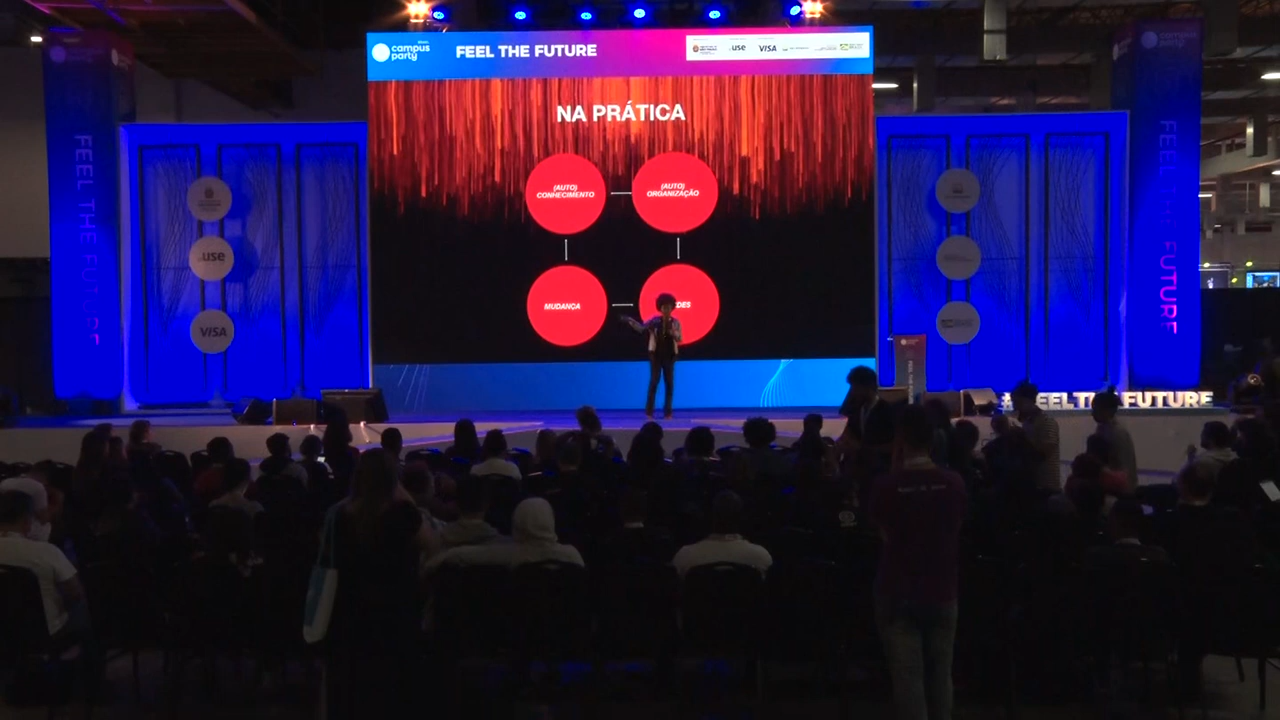 campus
party
FEEL THE FUTURE
.use
VISA
NA PRÁTICA
(AUTO)
CONHECIMENTO
(AUTO)
ORGANIZAÇÃO
MUDANÇA
DES
FEEL THE FUTURE
.use
VISA
campus
party
FEEL THE FUTURE
#FEEL THE FUTURE